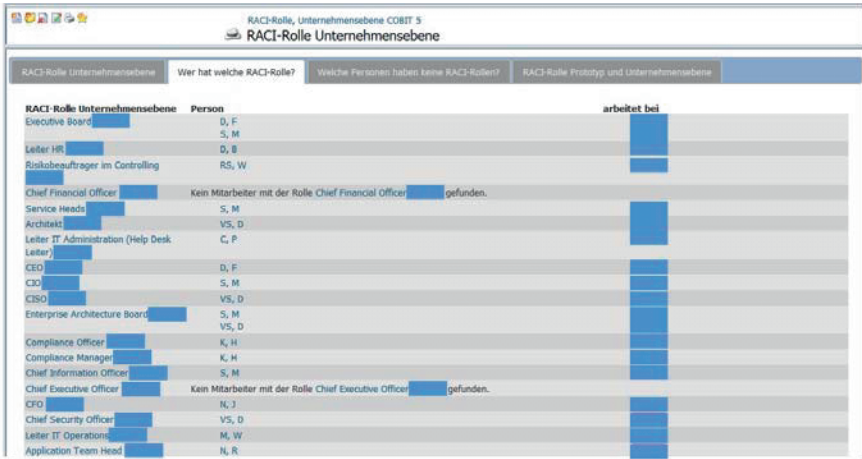 RACI-Rolle, Unternehmensebene COBIT 5
RACI-Rolle Unternehmensebene
RACI-Rolle Unternehmensebene Wer hat welche RACI-Rolle? Welche Personen haben keine RACI-Rollen? RACI-Rolle Prototyp und Unternehmensebene
RACI-Rolle Unternehmensebene Person arbeitet bei
Executive Board D, F
S, M
Leiter HR D, B
Risikobeauftrager im Controlling RS, W
Chief Financial Officer Kein Mitarbeiter mit der Rolle Chief Financial Officer gefunden.
Service Heads S, M
Architekt VS, D
Leiter IT Administration (Help Desk C, P
Leiter)
CEO D, F
CIO S, M
CISO VS, D
Enterprise Architecture Board S, M
VS, D
Compliance Officer K, H
Compliance Manager K, H
Chief Information Officer S, M
Chief Executive Officer Kein Mitarbeiter mit der Rolle Chief Executive Officer gefunden.
CFO N, J
Chief Security Officer VS, D
Leiter IT Operations M, W
Application Team Head N, R